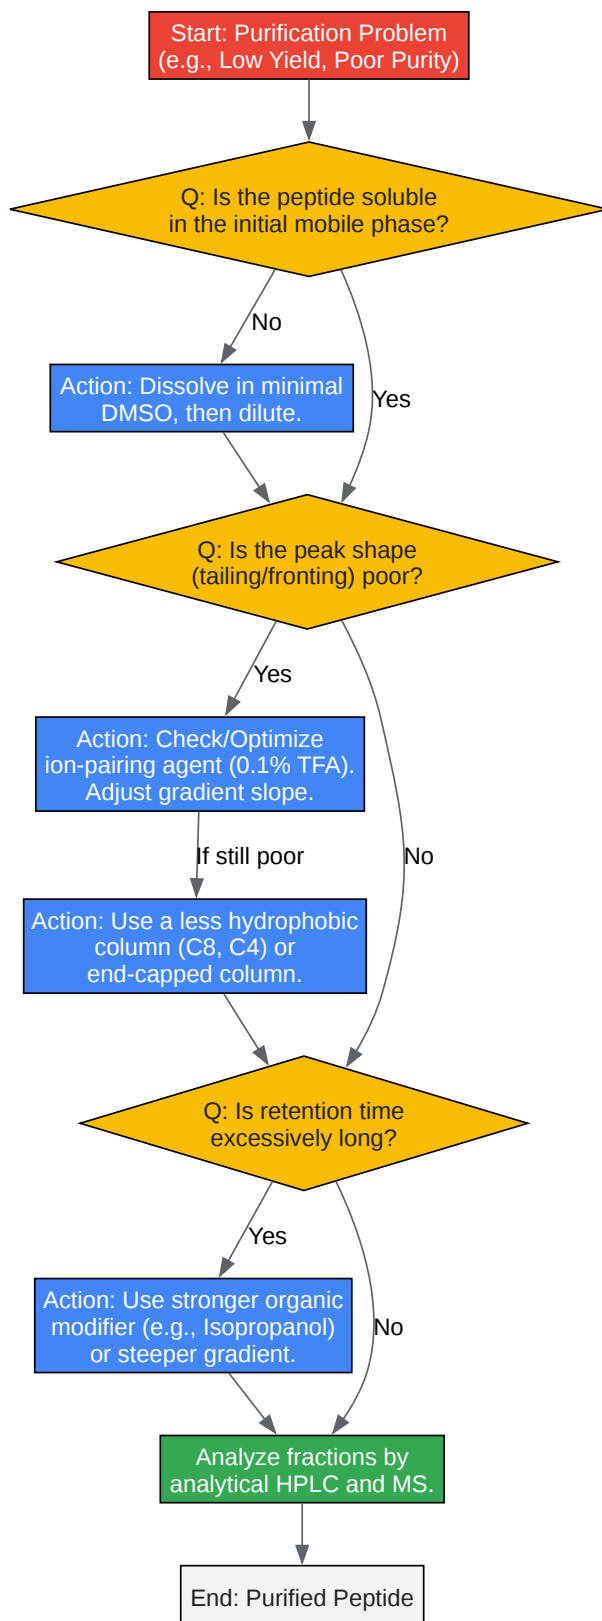 Start: Purification Problem
(e.g., Low Yield, Poor Purity)
Q: Is the peptide soluble
in the initial mobile phase?
No
Yes
Action: Dissolve in minimal
DMSO, then dilute.
Q: Is the peak shape
(tailing/fronting) poor?
Yes
No
Action: Check/Optimize
ion-pairing agent (0.1% TFA).
Adjust gradient slope.
If still poor
Action: Use a less hydrophobic
column (C8, C4) or
end-capped column.
Q: Is retention time
excessively long?
Yes
No
Action: Use stronger organic
modifier (e.g., Isopropanol)
or steeper gradient.
Analyze fractions by
analytical HPLC and MS.
End: Purified Peptide